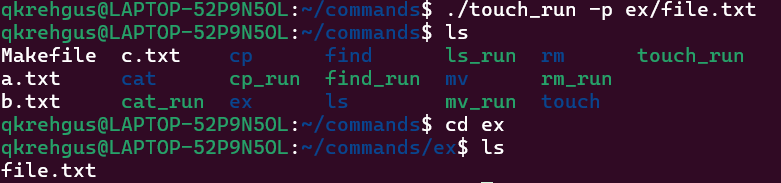 qkrehgus@LAPTOP-52P9N5OL:~/commands$ ./touch_run -p ex/file.txt
qkrehgus@LAPTOP-52P9N5OL:~/commands$ ls
Makefile c.txt cp find ls_run rm touch_run
a.txt cat cp_run find_run mv rm_run
b.txt cat_run ex ls mv_run touch
qkrehgus@LAPTOP-52P9N5OL:~/commands$ cd ex
qkrehgus@LAPTOP-52P9N5OL:~/commands/ex$ ls
file.txt